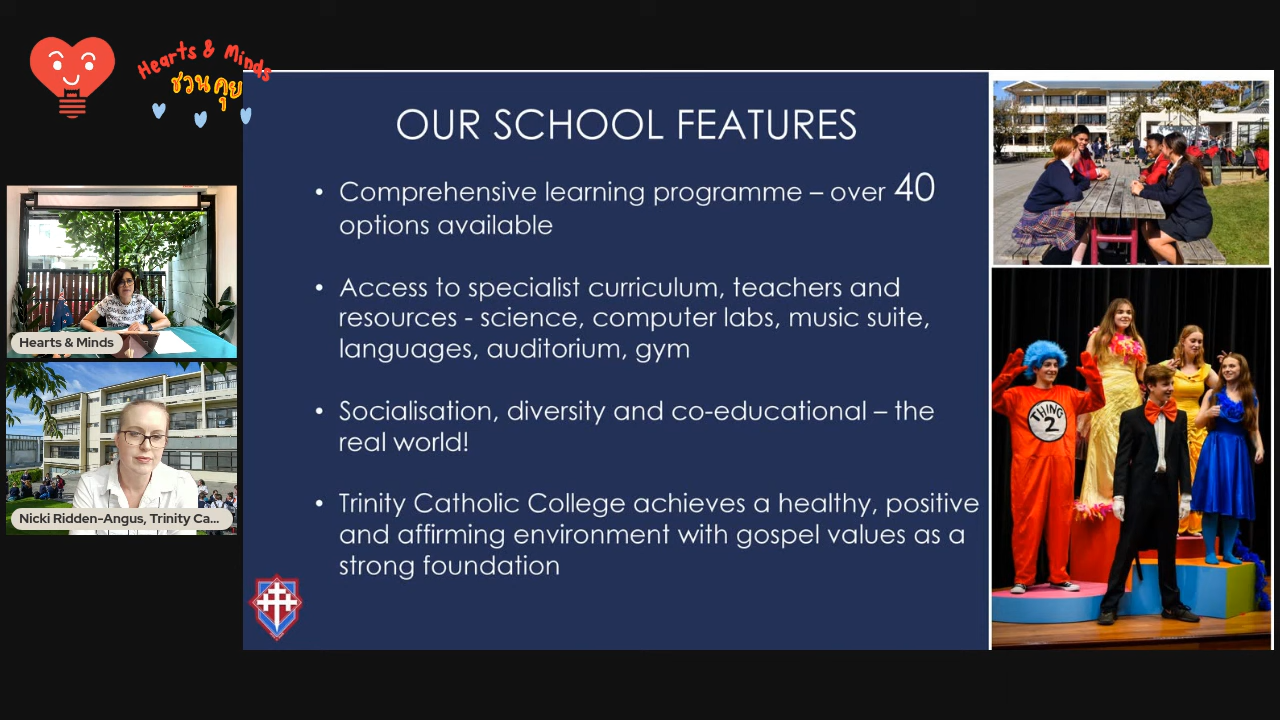 Hearts & Minds
ชวนคุย
OUR SCHOOL FEATURES
• Comprehensive learning programme – over 40
options available
• Access to specialist curriculum, teachers and
resources - science, computer labs, music suite,
languages, auditorium, gym
• Socialisation, diversity and co-educational – the
real world!
• Trinity Catholic College achieves a healthy, positive
and affirming environment with gospel values as a
strong foundation
Hearts & Minds
Nicki Ridden-Angus, Trinity Ca...
THING
2